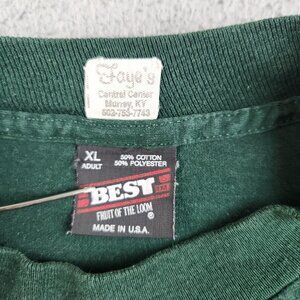 Faye's
Central Center
Murray, KY
502-753-7743
XL
ADULT
50% COTTON
50% POLYESTER
BEST
FRUIT OF THE LOOM ®
MADE IN U.S.A.